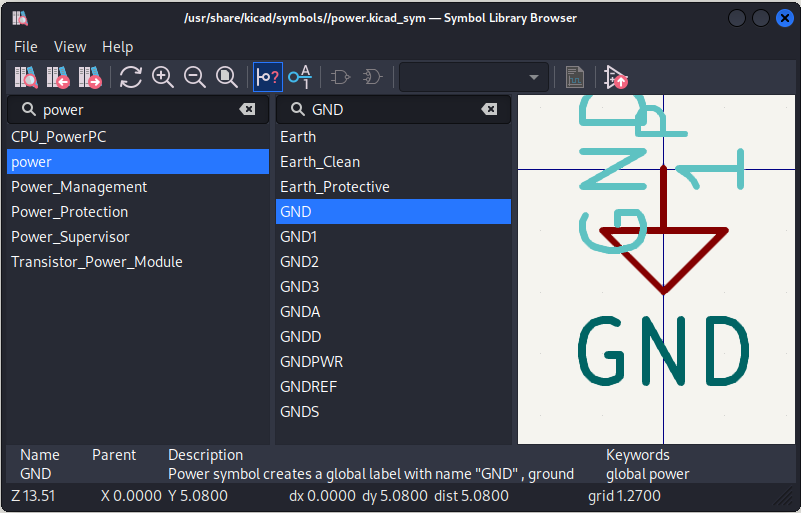 /usr/share/kicad/symbols//power.kicad_sym — Symbol Library Browser
File View Help
?
A
1
power
GND
CPU_PowerPC
power
Power_Management
Power_Protection
Power_Supervisor
Transistor_Power_Module
Earth
Earth_Clean
Earth_Protective
GND
GND1
GND2
GND3
GNDA
GNDD
GNDPWR
GNDREF
GNDS
GND
P
1
GND
Name Parent Description Keywords
GND Power symbol creates a global label with name "GND" , ground global power
Z 13.51 X 0.0000 Y 5.0800 dx 0.0000 dy 5.0800 dist 5.0800 grid 1.2700